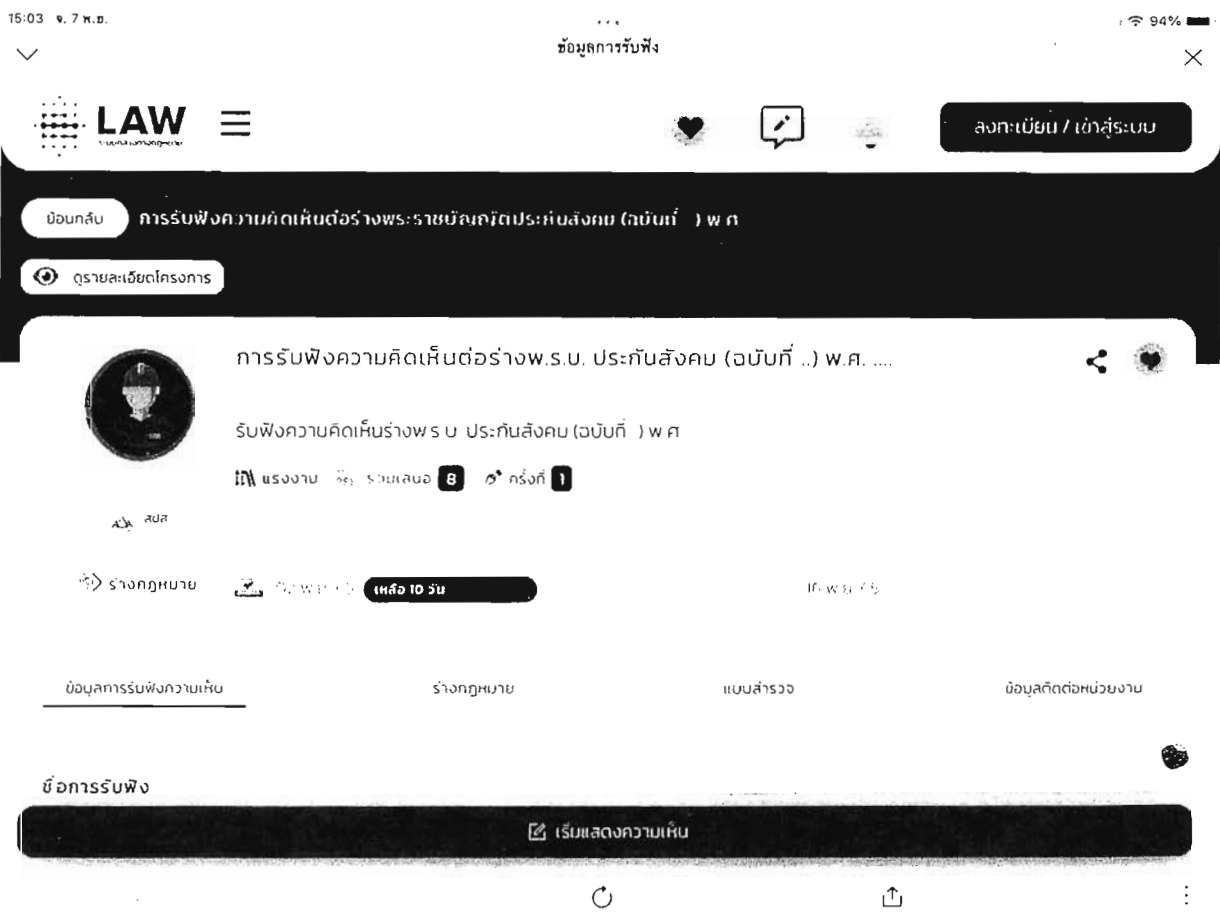 15:03 จ. 7 พ.ย.
94%
ข้อมูลการรับฟัง
LAW
ลงทะเบียน / เข้าสู่ระบบ
ย้อนกลับ การรับฟังความคิดเห็นต่อร่างพระราชบัญญัติประกันสังคม (ฉบับที่ ) พ ศ
ดูรายละเอียดโครงการ
การรับฟังความคิดเห็นต่อร่างพ.ร.บ. ประกันสังคม (ฉบับที่ ..) พ.ศ. ....
รับฟังความคิดเห็นร่างพ ร บ ประกันสังคม (ฉบับที่ ) พ ศ
แรงงาน ร่วมเสนอ 8 ครั้งที่ 1
สปส
ร่างกฎหมาย เหลือ 10 วัน
ข้อมูลการรับฟังความเห็น ร่างกฎหมาย แบบสำรวจ ข้อมูลติดต่อหน่วยงาน
ชื่อการรับฟัง
เริ่มแสดงความเห็น